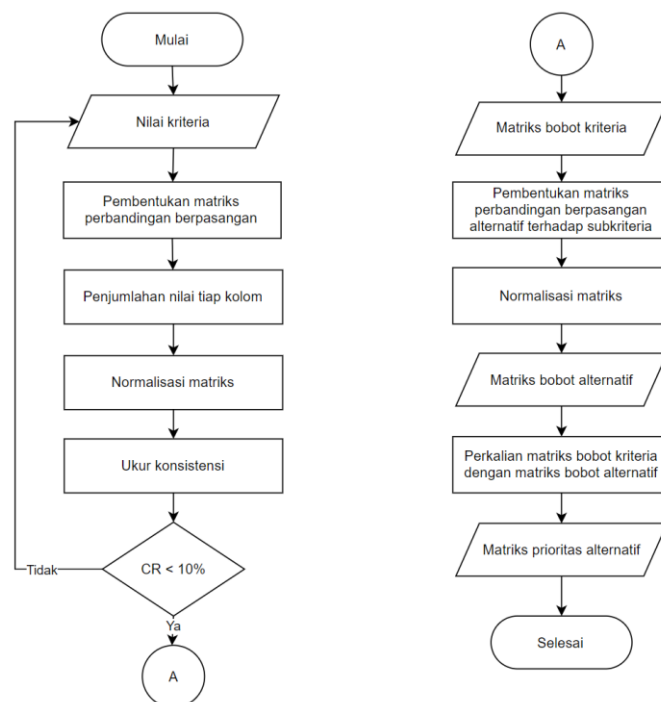 Mulai
Nilai kriteria
Pembentukan matriks
perbandingan berpasangan
Penjumlahan nilai tiap kolom
Normalisasi matriks
Ukur konsistensi
CR < 10%
Tidak
Ya
A
A
Matriks bobot kriteria
Pembentukan matriks
perbandingan berpasangan
alternatif terhadap subkriteria
Normalisasi matriks
Matriks bobot alternatif
Perkalian matriks bobot kriteria
dengan matriks bobot alternatif
Matriks prioritas alternatif
Selesai